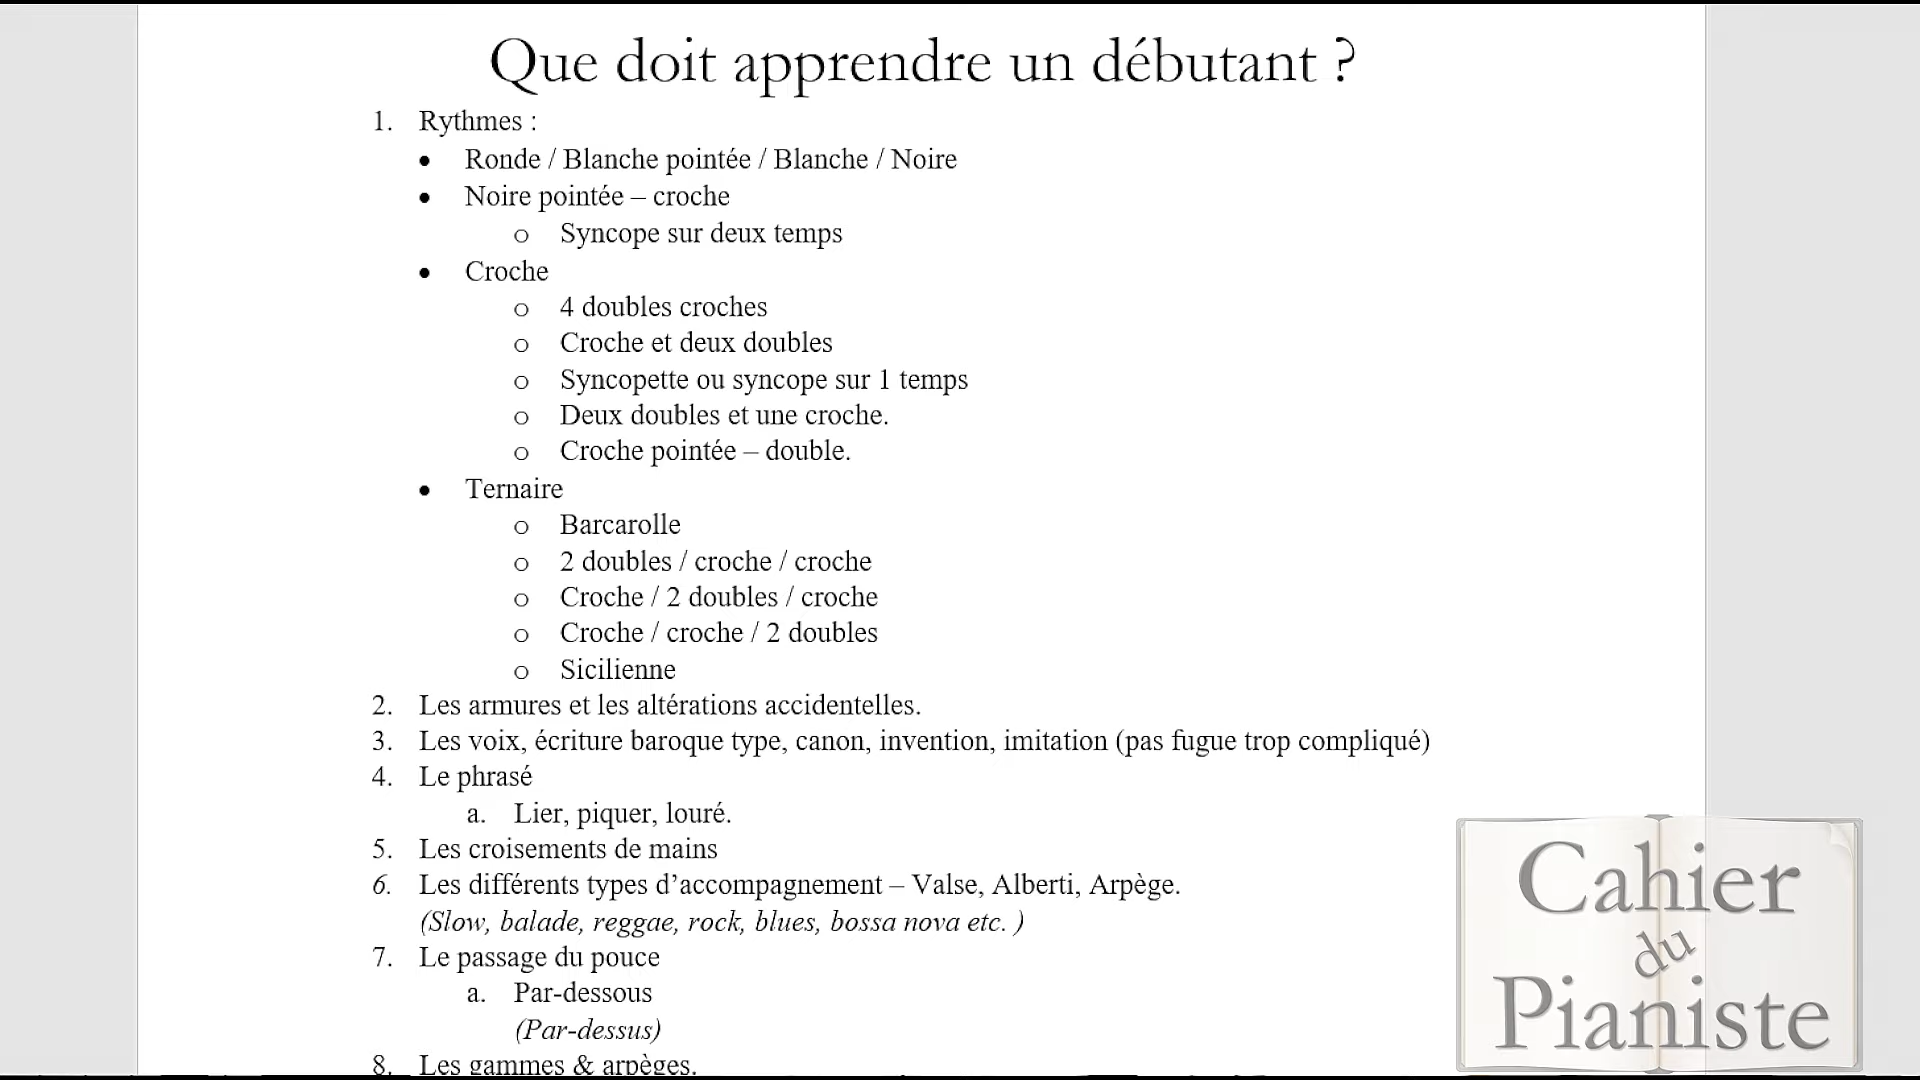 Que doit apprendre un débutant ?
1. Rythmes :
• Ronde / Blanche pointée / Blanche / Noire
• Noire pointée – croche
o Syncope sur deux temps
• Croche
o 4 doubles croches
o Croche et deux doubles
o Syncopette ou syncope sur 1 temps
o Deux doubles et une croche.
o Croche pointée – double.
• Ternaire
o Barcarolle
o 2 doubles / croche / croche
o Croche / 2 doubles / croche
o Croche / croche / 2 doubles
o Sicilienne
2. Les armures et les altérations accidentelles.
3. Les voix, écriture baroque type, canon, invention, imitation (pas fugue trop compliqué)
4. Le phrasé
a. Lier, piquer, louré.
5. Les croisements de mains
6. Les différents types d’accompagnement – Valse, Alberti, Arpège.
(Slow, balade, reggae, rock, blues, bossa nova etc. )
7. Le passage du pouce
a. Par-dessous
(Par-dessus)
8. Les gammes & arpèges.
Cahier
du
Pianiste